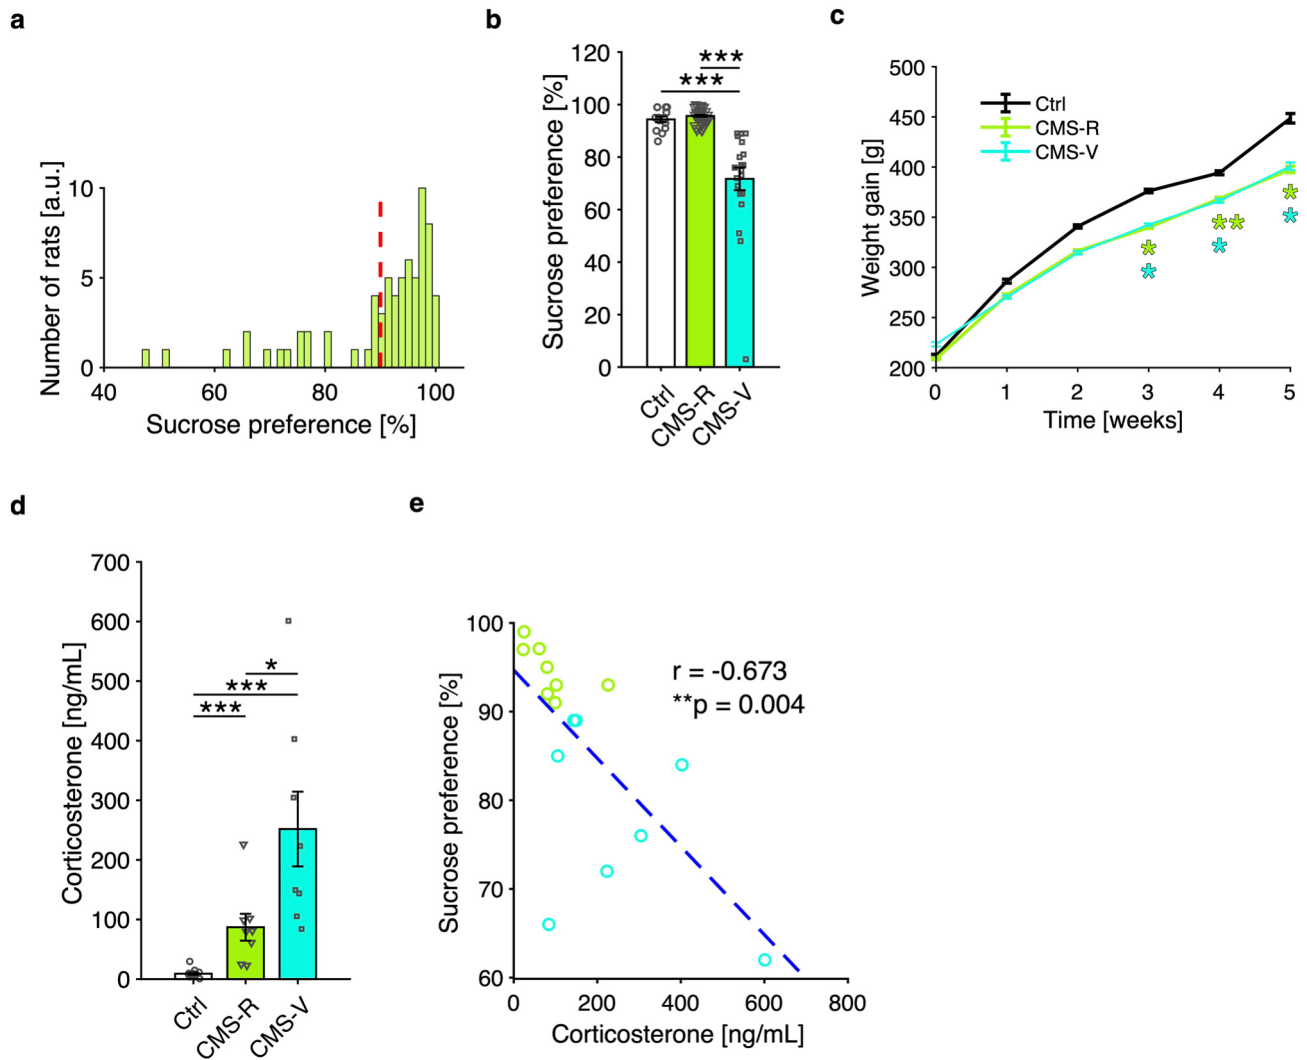 a
Number of rats [a.u.]
10
5
0
40 60 80 100
Sucrose preference [%]
b
Sucrose preference [%]
120
100
80
60
40
20
0
***
***
Ctrl
CMS-R
CMS-V
c
Weight gain [g]
500
450
400
350
300
250
200
Ctrl
CMS-R
CMS-V
*
*
**
*
*
*
0 1 2 3 4 5
Time [weeks]
d
Corticosterone [ng/mL]
700
600
500
400
300
200
100
0
*
***
***
Ctrl
CMS-R
CMS-V
e
Sucrose preference [%]
100
90
80
70
60
r = -0.673
**p = 0.004
0 200 400 600 800
Corticosterone [ng/mL]